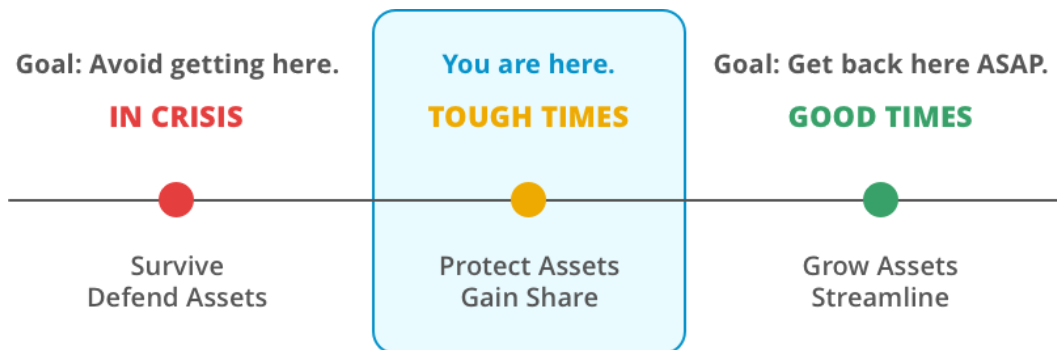 Goal: Avoid getting here.
IN CRISIS
Survive
Defend Assets
You are here.
TOUGH TIMES
Protect Assets
Gain Share
Goal: Get back here ASAP.
GOOD TIMES
Grow Assets
Streamline